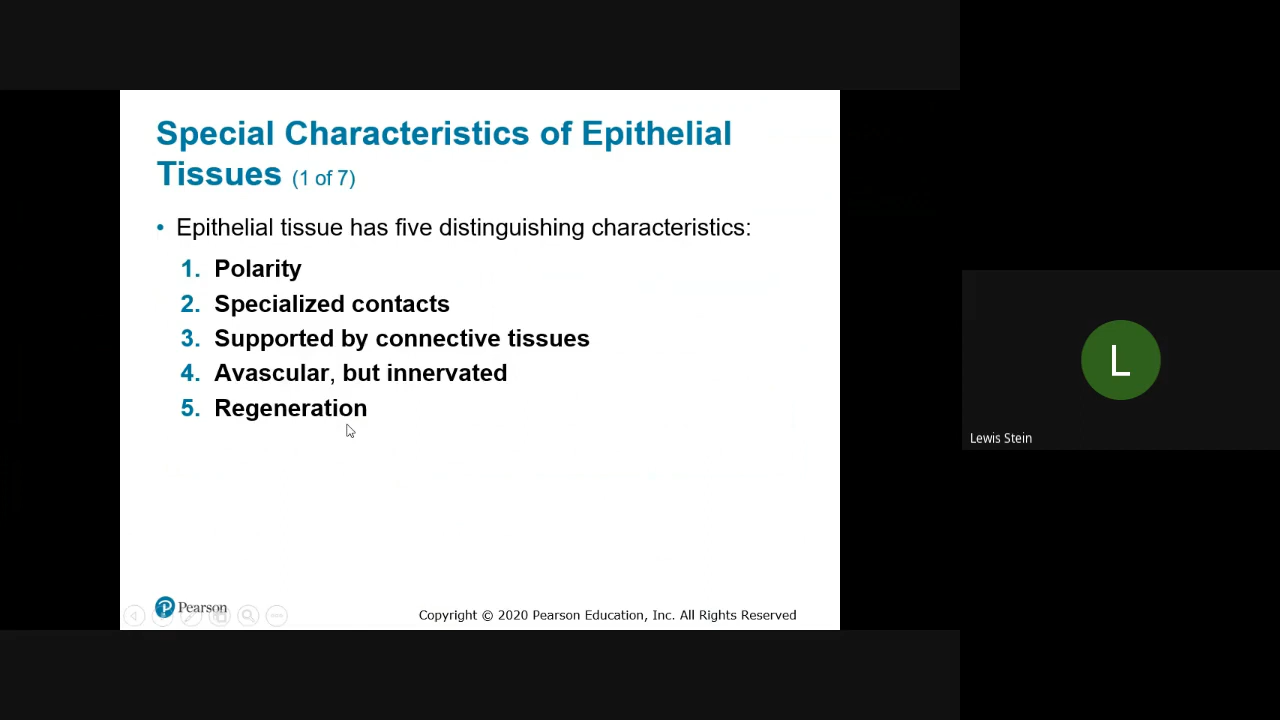 Special Characteristics of Epithelial
Tissues (1 of 7)
• Epithelial tissue has five distinguishing characteristics:
1. Polarity
2. Specialized contacts
3. Supported by connective tissues
4. Avascular, but innervated
5. Regeneration
P Pearson
Copyright © 2020 Pearson Education, Inc. All Rights Reserved
L
Lewis Stein